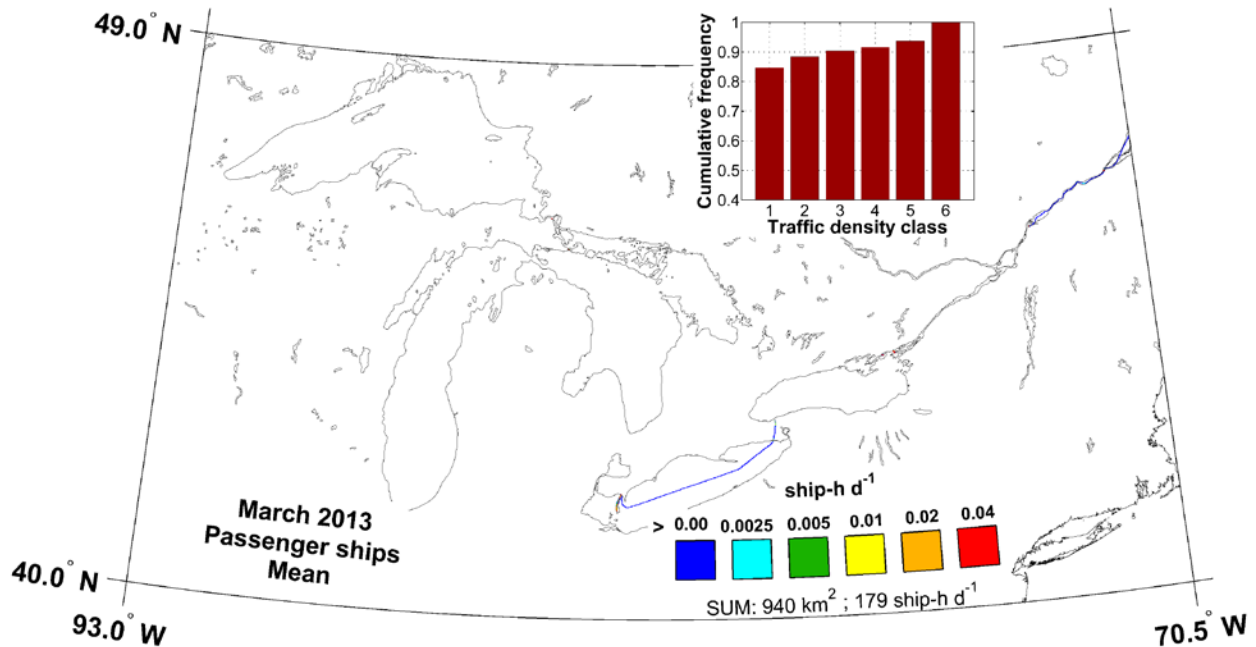 49.0° N
1
0.9
0.8
0.7
0.6
0.5
0.4
Cumulative frequency
1 2 3 4 5 6
Traffic density class
March 2013
Passenger ships
Mean
ship-h d⁻¹
> 0.00 0.0025 0.005 0.01 0.02 0.04
SUM: 940 km² ; 179 ship-h d⁻¹
40.0° N
93.0° W
70.5° W